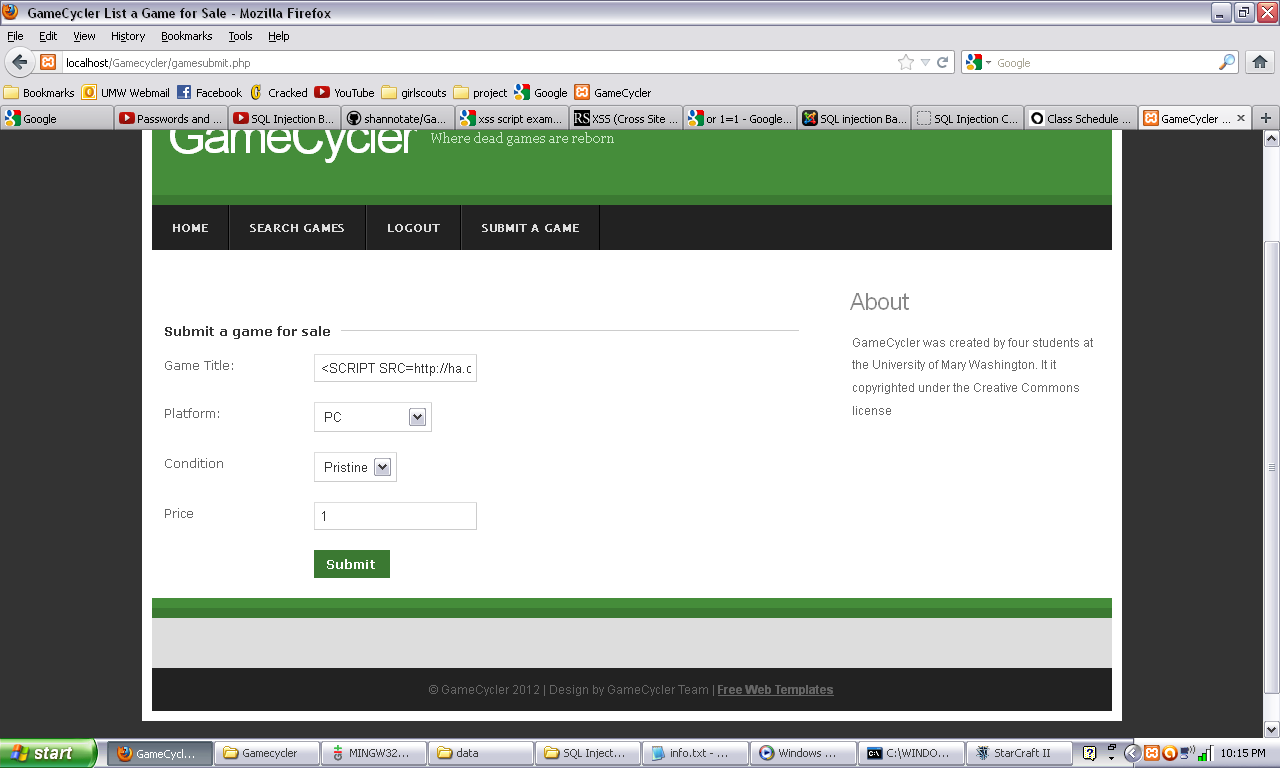 GameCycler List a Game for Sale - Mozilla Firefox
File Edit View History Bookmarks Tools Help
localhost/Gamecycler/gamesubmit.php
Google
Bookmarks UMW Webmail Facebook Cracked YouTube girlscouts project Google GameCycler
Google Passwords and ... SQL Injection B... shannotate/Ga... xss script exam... RS XSS (Cross Site ... or 1=1 - Google... SQL injection Ba... SQL Injection C... Class Schedule ... GameCycler ...
GameCycler Where dead games are reborn
HOME SEARCH GAMES LOGOUT SUBMIT A GAME
Submit a game for sale
Game Title: <SCRIPT SRC=http://ha.c
Platform: PC
Condition Pristine
Price 1
Submit
About
GameCycler was created by four students at
the University of Mary Washington. It it
copyrighted under the Creative Commons
license
© GameCycler 2012 | Design by GameCycler Team | Free Web Templates
start GameCycl... Gamecycler MINGW32... data SQL Inject... info.txt - ... Windows ... C:\WINDO... StarCraft II 10:15 PM